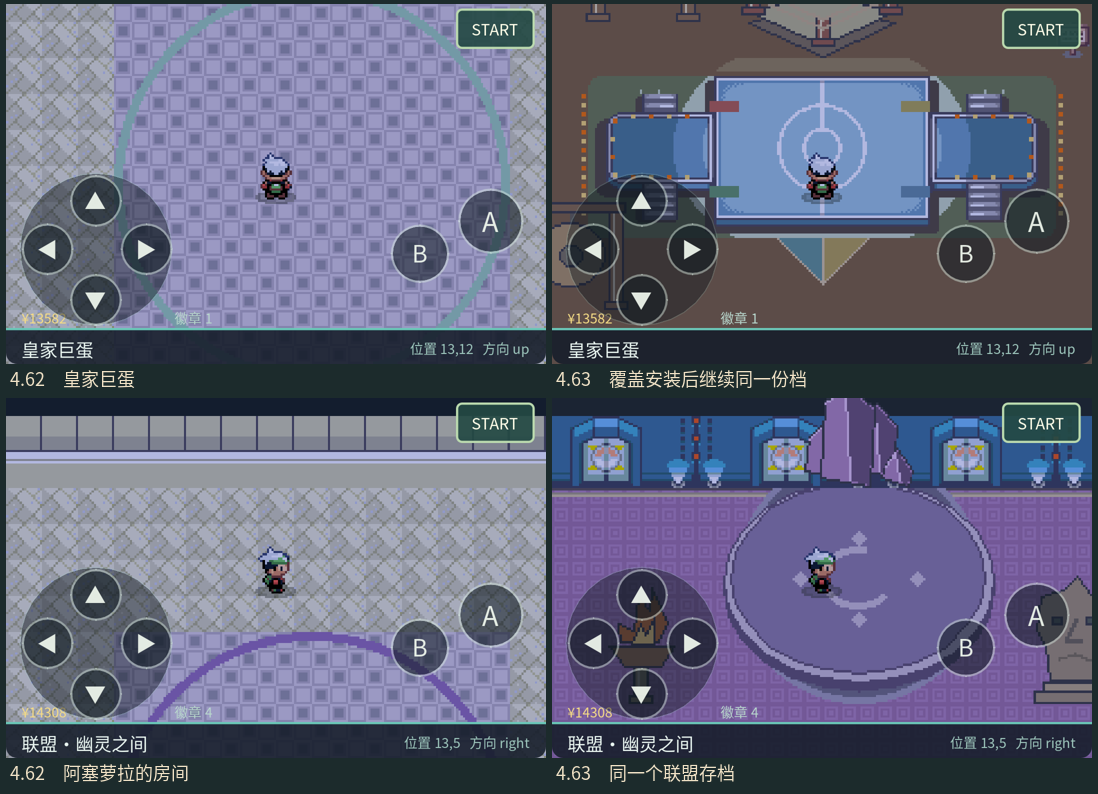 START
A
B
¥13582
徽章 1
皇家巨蛋
位置 13,12 方向 up
4.62 皇家巨蛋
START
A
B
¥13582
徽章 1
皇家巨蛋
位置 13,12 方向 up
4.63 覆盖安装后继续同一份档
START
A
B
¥14308
徽章 4
联盟·幽灵之间
位置 13,5 方向 right
4.62 阿塞萝拉的房间
START
A
B
¥14308
徽章 4
联盟·幽灵之间
位置 13,5 方向 right
4.63 同一个联盟存档